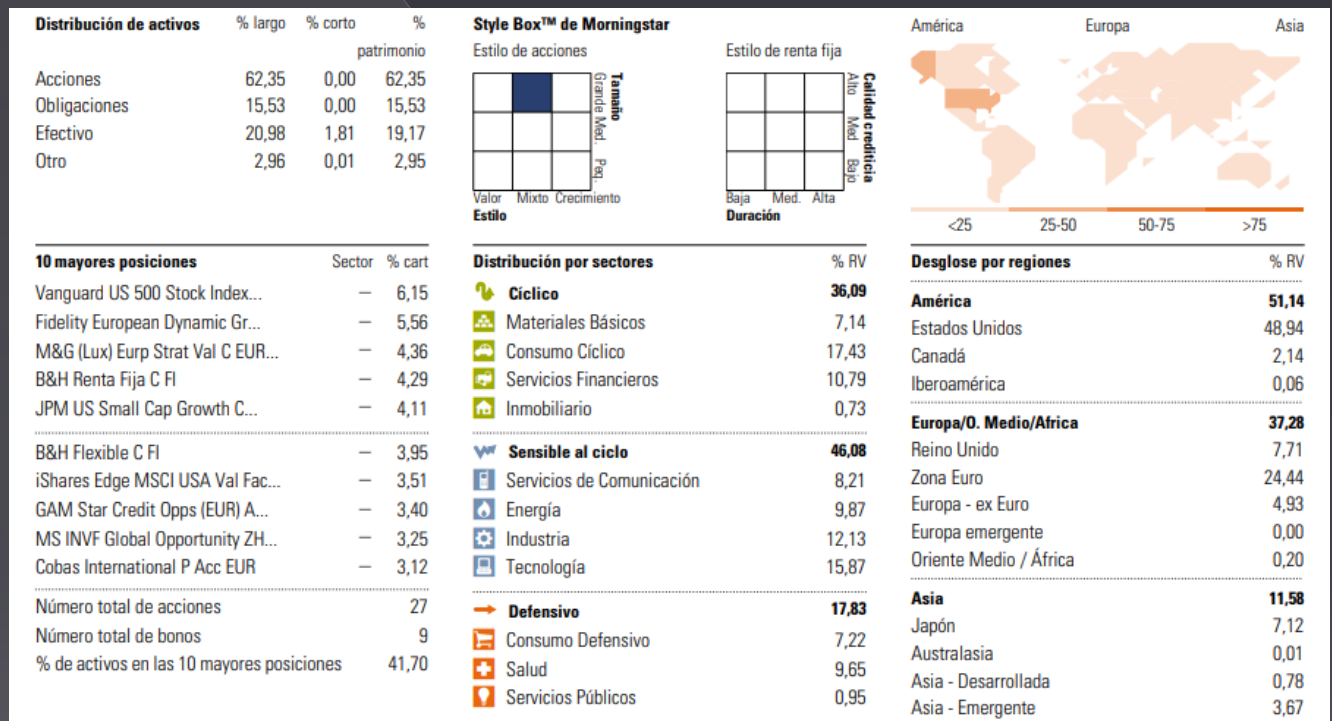 Distribución de activos % largo % corto %
patrimonio
Acciones 62,35 0,00 62,35
Obligaciones 15,53 0,00 15,53
Efectivo 20,98 1,81 19,17
Otro 2,96 0,01 2,95
Style Box™ de Morningstar
Estilo de acciones
Tamaño
Grande Med. Peq.
Valor Mixto Crecimiento
Estilo
Estilo de renta fija
Calidad crediticia
Alto Med Bajo
Baja Med. Alta
Duración
América Europa Asia
<25 25-50 50-75 >75
10 mayores posiciones Sector % cart
Vanguard US 500 Stock Index... — 6,15
Fidelity European Dynamic Gr... — 5,56
M&G (Lux) Eurp Strat Val C EUR... — 4,36
B&H Renta Fija C FI — 4,29
JPM US Small Cap Growth C... — 4,11
B&H Flexible C FI — 3,95
iShares Edge MSCI USA Val Fac... — 3,51
GAM Star Credit Opps (EUR) A... — 3,40
MS INVF Global Opportunity ZH... — 3,25
Cobas International P Acc EUR — 3,12
Número total de acciones 27
Número total de bonos 9
% de activos en las 10 mayores posiciones 41,70
Distribución por sectores % RV
Cíclico 36,09
Materiales Básicos 7,14
Consumo Cíclico 17,43
Servicios Financieros 10,79
Inmobiliario 0,73
Sensible al ciclo 46,08
Servicios de Comunicación 8,21
Energía 9,87
Industria 12,13
Tecnología 15,87
Defensivo 17,83
Consumo Defensivo 7,22
Salud 9,65
Servicios Públicos 0,95
Desglose por regiones % RV
América 51,14
Estados Unidos 48,94
Canadá 2,14
Iberoamérica 0,06
Europa/O. Medio/Africa 37,28
Reino Unido 7,71
Zona Euro 24,44
Europa - ex Euro 4,93
Europa emergente 0,00
Oriente Medio / África 0,20
Asia 11,58
Japón 7,12
Australasia 0,01
Asia - Desarrollada 0,78
Asia - Emergente 3,67